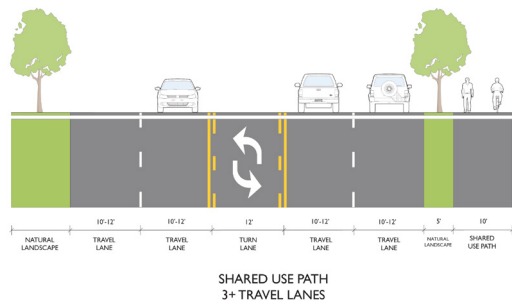 10'-12'
10'-12'
12'
10'-12'
10'-12'
5'
10'
NATURAL
LANDSCAPE
TRAVEL
LANE
TRAVEL
LANE
TURN
LANE
TRAVEL
LANE
TRAVEL
LANE
NATURAL
LANDSCAPE
SHARED
USE PATH
SHARED USE PATH
3+ TRAVEL LANES